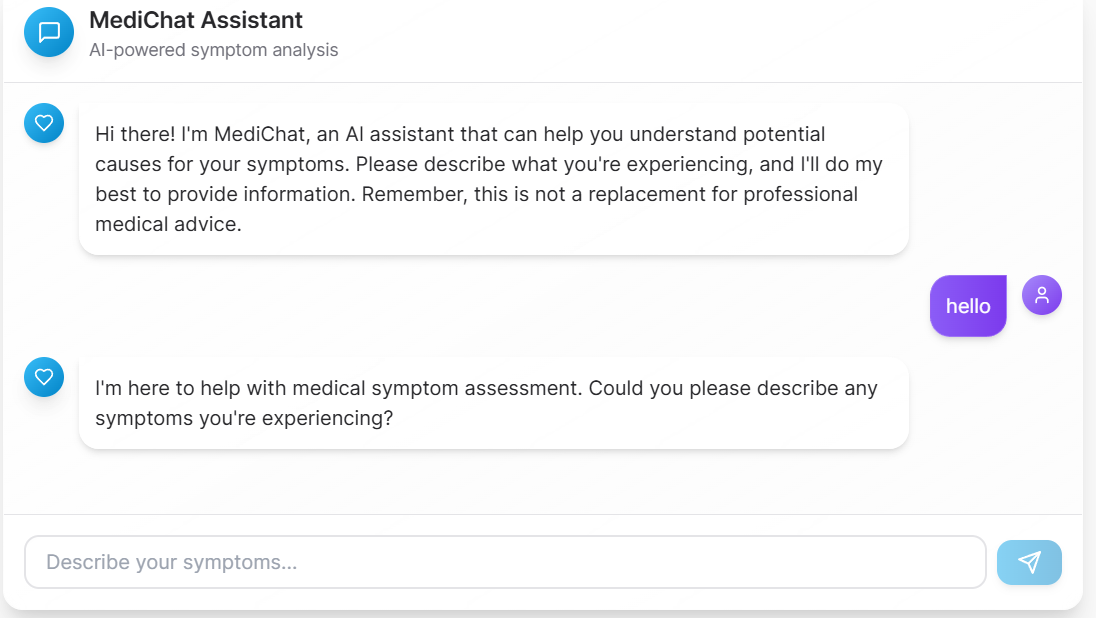 MediChat Assistant
AI-powered symptom analysis
Hi there! I'm MediChat, an AI assistant that can help you understand potential
causes for your symptoms. Please describe what you're experiencing, and I'll do my
best to provide information. Remember, this is not a replacement for professional
medical advice.
hello
I'm here to help with medical symptom assessment. Could you please describe any
symptoms you're experiencing?
Describe your symptoms...